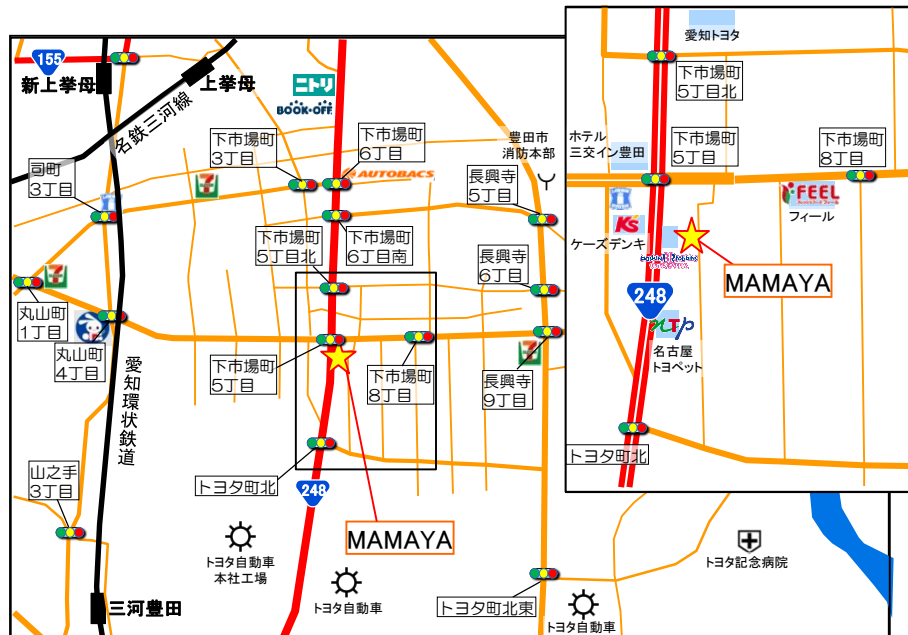 155
新上挙母
上挙母
名鉄三河線
ニトリ
BOOK・OFF
下市場町
3丁目
下市場町
6丁目
AUTOBACS
豊田市
消防本部
長興寺
5丁目
司町
3丁目
7
下市場町
5丁目北
下市場町
6丁目南
長興寺
6丁目
7
丸山町
1丁目
丸山町
4丁目
下市場町
5丁目
下市場町
8丁目
7
長興寺
9丁目
愛知環状鉄道
山之手
3丁目
トヨタ町北
248
MAMAYA
トヨタ自動車
本社工場
トヨタ自動車
トヨタ町北東
トヨタ自動車
トヨタ記念病院
三河豊田
愛知トヨタ
下市場町
5丁目北
ホテル
三交イン豊田
下市場町
5丁目
下市場町
8丁目
FEEL
フィール
K's
ケーズデンキ
MAMAYA
248
名古屋
トヨペット
トヨタ町北